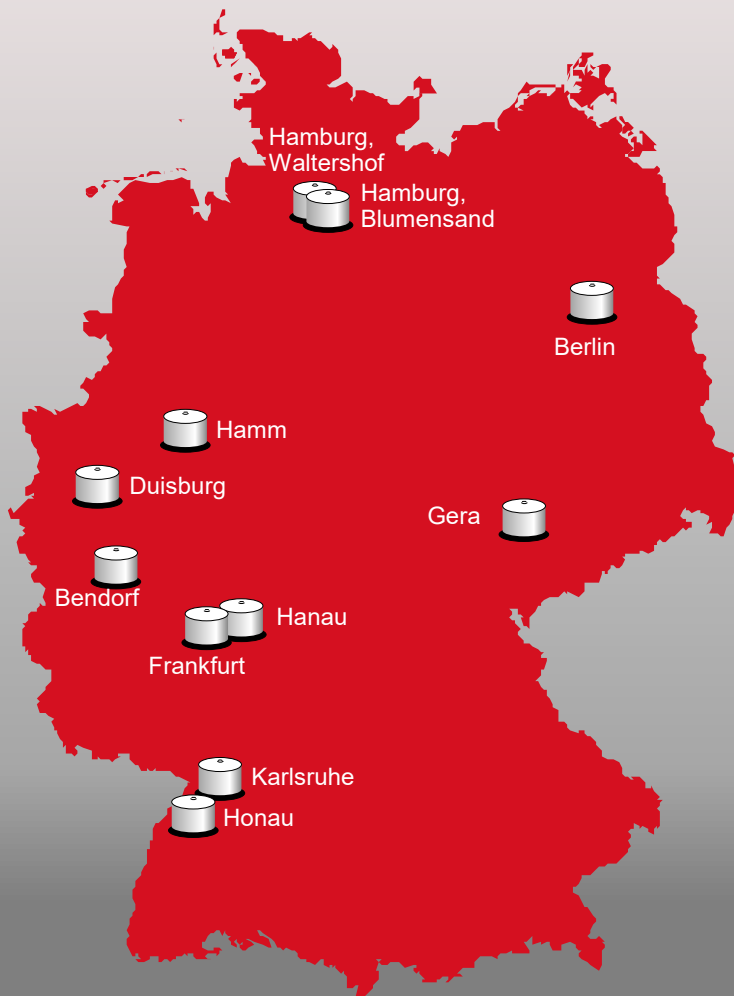 Hamburg,
Waltershof
Hamburg,
Blumensand
Berlin
Hamm
Duisburg
Gera
Bendorf
Hanau
Frankfurt
Karlsruhe
Honau